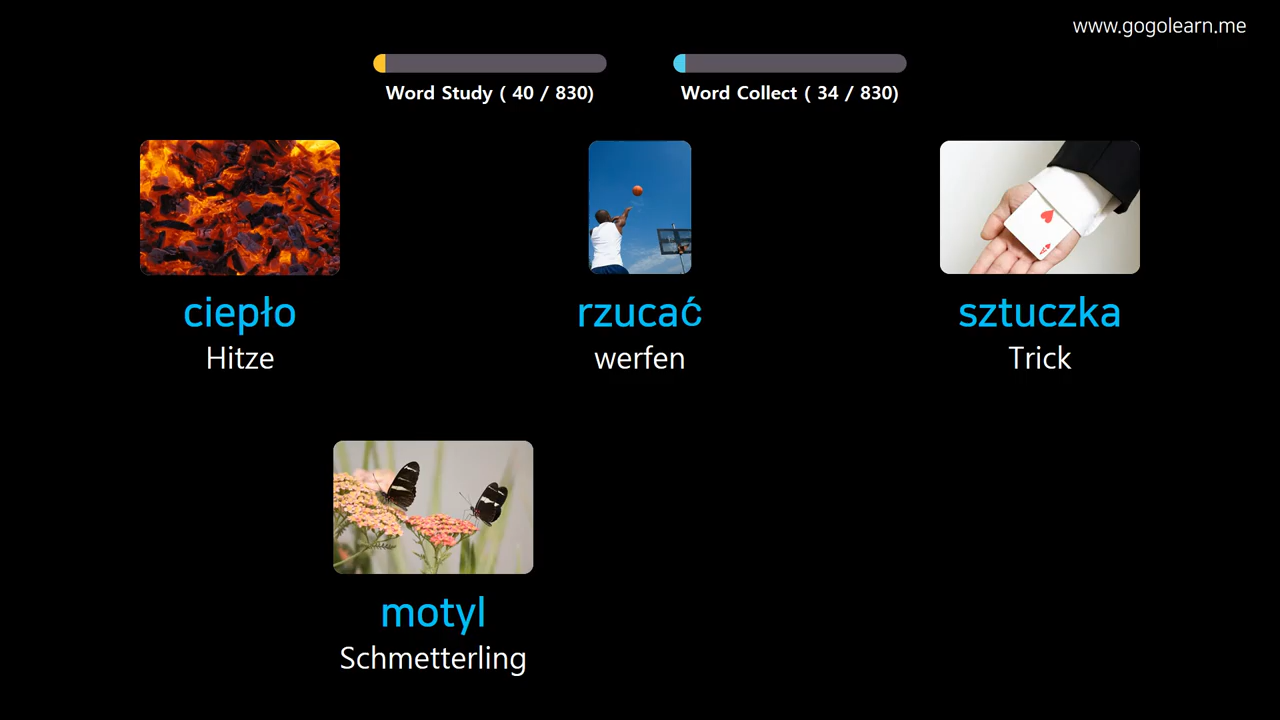 www.gogolearn.me
Word Study ( 40 / 830)
Word Collect ( 34 / 830)
ciepło
Hitze
rzucać
werfen
sztuczka
Trick
motyl
Schmetterling